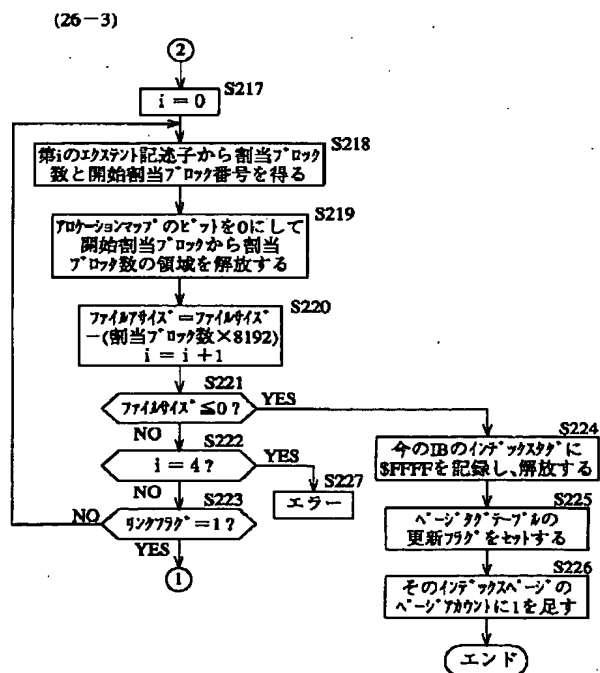 (26－3)
②
S217
i = 0
S218
第iのエクステント記述子から割当ブロック
数と開始割当ブロック番号を得る
S219
アロケーションマップのビットを0にして
開始割当ブロックから割当
ブロック数の領域を解放する
S220
ファイルアサイズ＝ファイルサイズ
－(割当ブロック数×8192)
i = i + 1
S221
ファイルサイズ≦0？
YES
NO
S222
i = 4？
YES
S227
エラー
NO
S223
リンクフラグ＝1？
NO
YES
①
S224
今のIBのインデックスタグに
$FFFFを記録し、解放する
S225
ページタグテーブルの
更新フラグをセットする
S226
そのインデックスページの
ページアカウントに1を足す
エンド